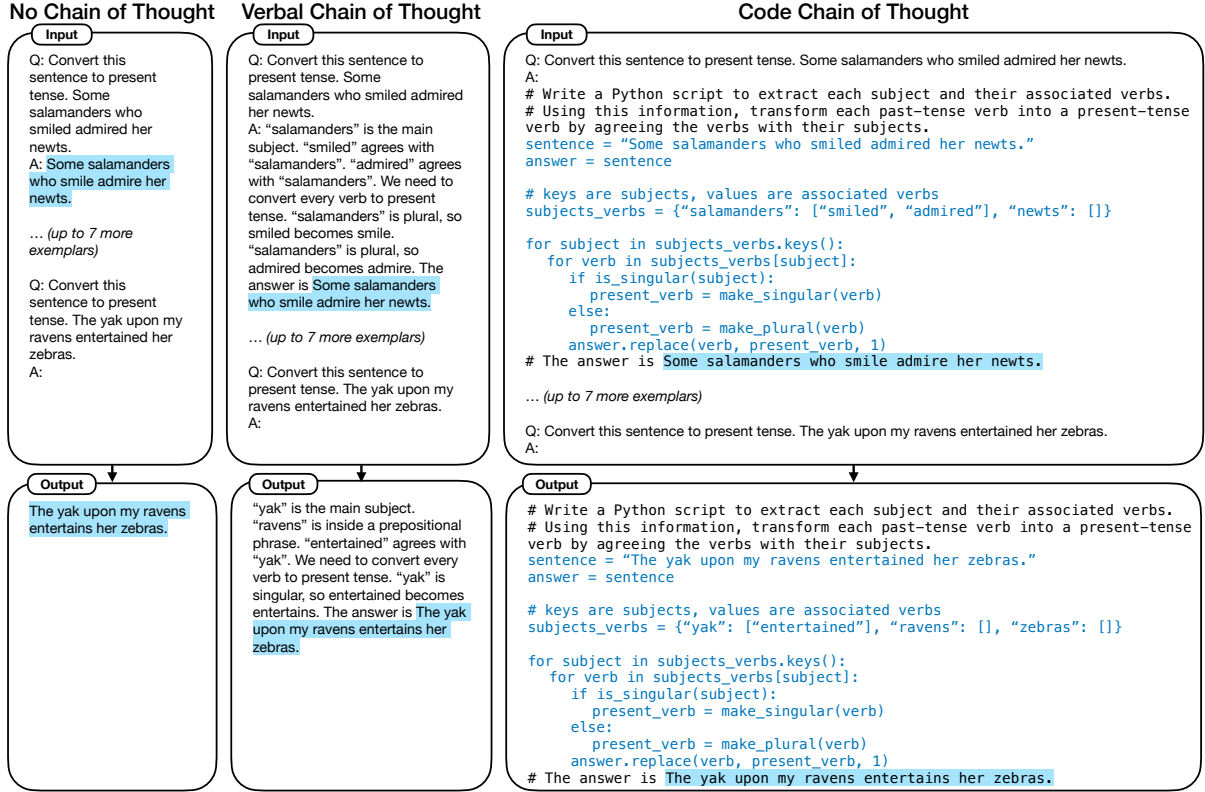 No Chain of Thought
Input
Q: Convert this
sentence to present
tense. Some
salamanders who
smiled admired her
newts.
A: Some salamanders
who smile admire her
newts.
… (up to 7 more
exemplars)
Q: Convert this
sentence to present
tense. The yak upon my
ravens entertained her
zebras.
A:
Output
The yak upon my ravens
entertains her zebras.
Verbal Chain of Thought
Input
Q: Convert this sentence to
present tense. Some
salamanders who smiled admired
her newts.
A: “salamanders” is the main
subject. “smiled” agrees with
“salamanders”. “admired” agrees
with “salamanders”. We need to
convert every verb to present
tense. “salamanders” is plural, so
smiled becomes smile.
“salamanders” is plural, so
admired becomes admire. The
answer is Some salamanders
who smile admire her newts.
… (up to 7 more exemplars)
Q: Convert this sentence to
present tense. The yak upon my
ravens entertained her zebras.
A:
Output
“yak” is the main subject.
“ravens” is inside a prepositional
phrase. “entertained” agrees with
“yak”. We need to convert every
verb to present tense. “yak” is
singular, so entertained becomes
entertains. The answer is The yak
upon my ravens entertains her
zebras.
Code Chain of Thought
Input
Q: Convert this sentence to present tense. Some salamanders who smiled admired her newts.
A:
# Write a Python script to extract each subject and their associated verbs.
# Using this information, transform each past-tense verb into a present-tense
verb by agreeing the verbs with their subjects.
sentence = “Some salamanders who smiled admired her newts.”
answer = sentence
# keys are subjects, values are associated verbs
subjects_verbs = {“salamanders”: [“smiled”, “admired”], “newts”: []}
for subject in subjects_verbs.keys():
for verb in subjects_verbs[subject]:
if is_singular(subject):
present_verb = make_singular(verb)
else:
present_verb = make_plural(verb)
answer.replace(verb, present_verb, 1)
# The answer is Some salamanders who smile admire her newts.
… (up to 7 more exemplars)
Q: Convert this sentence to present tense. The yak upon my ravens entertained her zebras.
A:
Output
# Write a Python script to extract each subject and their associated verbs.
# Using this information, transform each past-tense verb into a present-tense
verb by agreeing the verbs with their subjects.
sentence = “The yak upon my ravens entertained her zebras.”
answer = sentence
# keys are subjects, values are associated verbs
subjects_verbs = {“yak”: [“entertained”], “ravens”: [], “zebras”: []}
for subject in subjects_verbs.keys():
for verb in subjects_verbs[subject]:
if is_singular(subject):
present_verb = make_singular(verb)
else:
present_verb = make_plural(verb)
answer.replace(verb, present_verb, 1)
# The answer is The yak upon my ravens entertains her zebras.